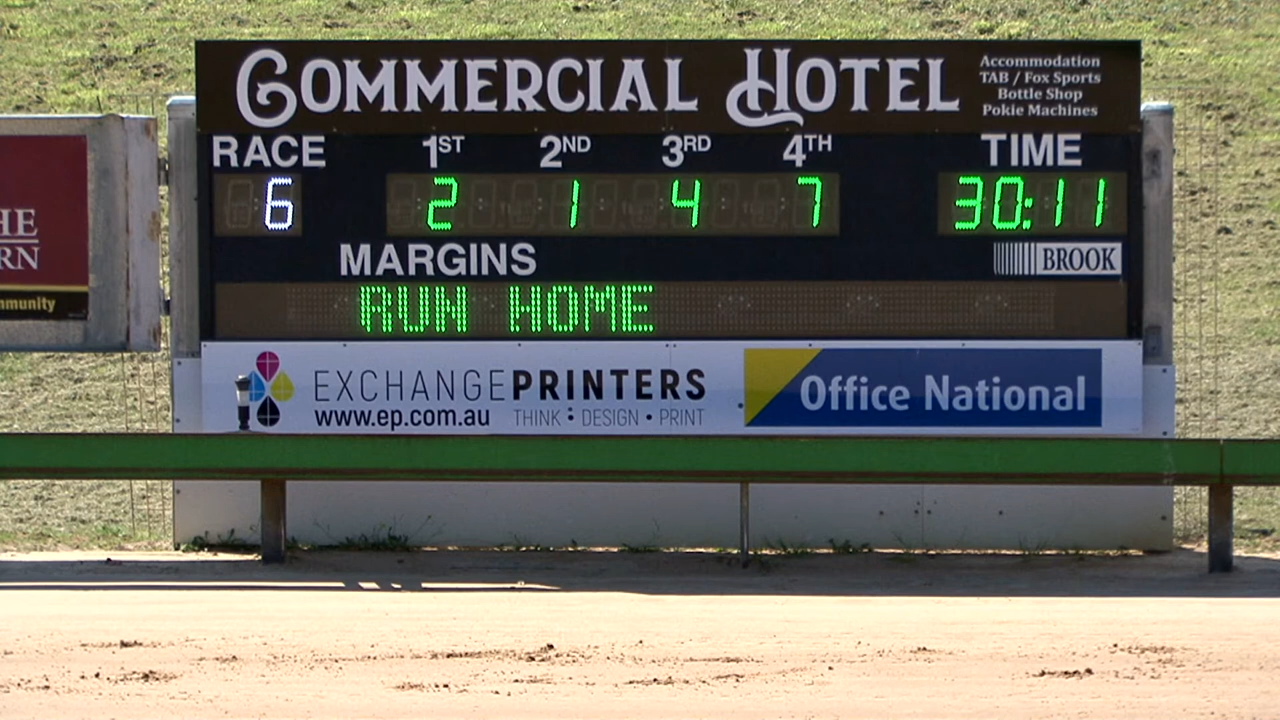 COMMERCIAL HOTEL
Accommodation
TAB / Fox Sports
Bottle Shop
Pokie Machines
RACE 1ST 2ND 3RD 4TH TIME
6 2 1 4 7 30:11
MARGINS
BROOK
RUN HOME
HE
RN
mmunity
EXCHANGEPRINTERS
www.ep.com.au THINK : DESIGN • PRINT
Office National